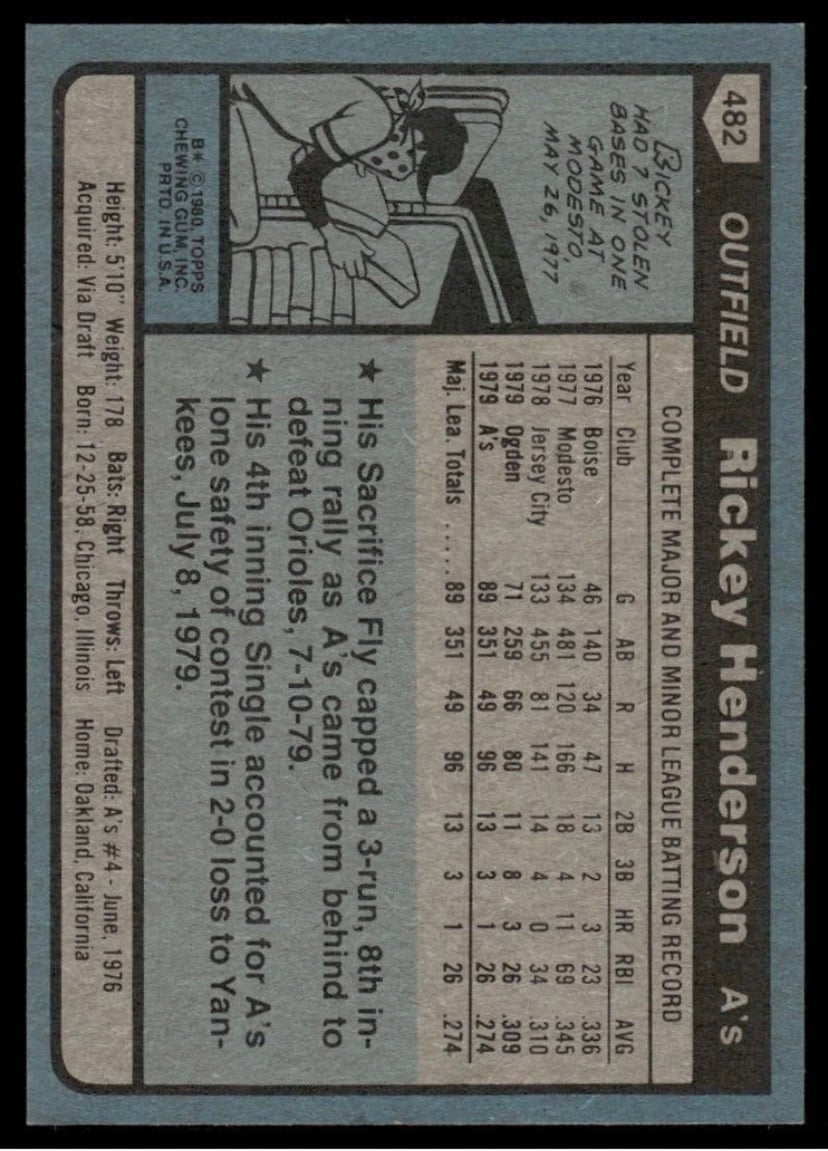 482
OUTFIELD Rickey Henderson A's
RICKEY
HAD 7 STOLEN
BASES IN ONE
GAME AT
MODESTO,
MAY 26, 1977
B* © 1980. TOPPS
CHEWING GUM, INC.
PRTD. IN U.S.A.
COMPLETE MAJOR AND MINOR LEAGUE BATTING RECORD
Year Club G AB R H 2B 3B HR RBI AVG
1976 Boise 46 140 34 47 13 2 3 23 .336
1977 Modesto 134 481 120 166 18 4 11 69 .345
1978 Jersey City 133 455 81 141 14 4 0 34 .310
1979 Ogden 71 259 66 80 11 8 3 26 .309
1979 A's 89 351 49 96 13 3 1 26 .274
Maj. Lea. Totals ..... 89 351 49 96 13 3 1 26 .274
★ His Sacrifice Fly capped a 3-run, 8th in-
ning rally as A's came from behind to
defeat Orioles, 7-10-79.
★ His 4th inning Single accounted for A's
lone safety of contest in 2-0 loss to Yan-
kees, July 8, 1979.
Height: 5'10" Weight: 178 Bats: Right Throws: Left Drafted: A's #4 - June, 1976
Acquired: Via Draft Born: 12-25-58, Chicago, Illinois Home: Oakland, California